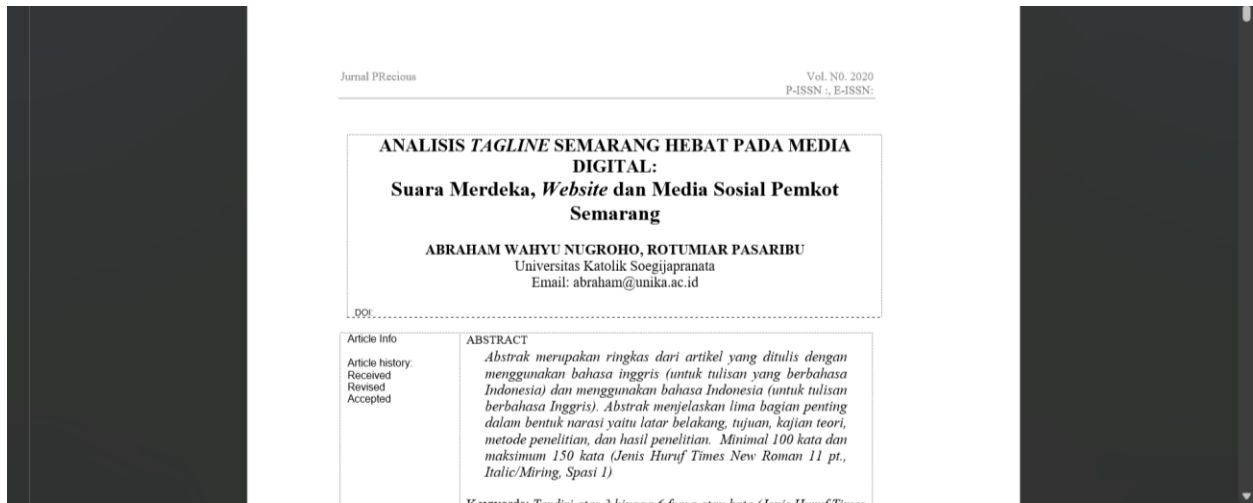 Jurnal PRecious
Vol. N0. 2020
P-ISSN :, E-ISSN:
ANALISIS TAGLINE SEMARANG HEBAT PADA MEDIA
DIGITAL:
Suara Merdeka, Website dan Media Sosial Pemkot
Semarang
ABRAHAM WAHYU NUGROHO, ROTUMIAR PASARIBU
Universitas Katolik Soegijapranata
Email: abraham@unika.ac.id
DOI:
Article Info
Article history:
Received
Revised
Accepted
ABSTRACT
Abstrak merupakan ringkas dari artikel yang ditulis dengan
menggunakan bahasa inggris (untuk tulisan yang berbahasa
Indonesia) dan menggunakan bahasa Indonesia (untuk tulisan
berbahasa Inggris). Abstrak menjelaskan lima bagian penting
dalam bentuk narasi yaitu latar belakang, tujuan, kajian teori,
metode penelitian, dan hasil penelitian. Minimal 100 kata dan
maksimum 150 kata (Jenis Huruf Times New Roman 11 pt.,
Italic/Miring, Spasi 1)